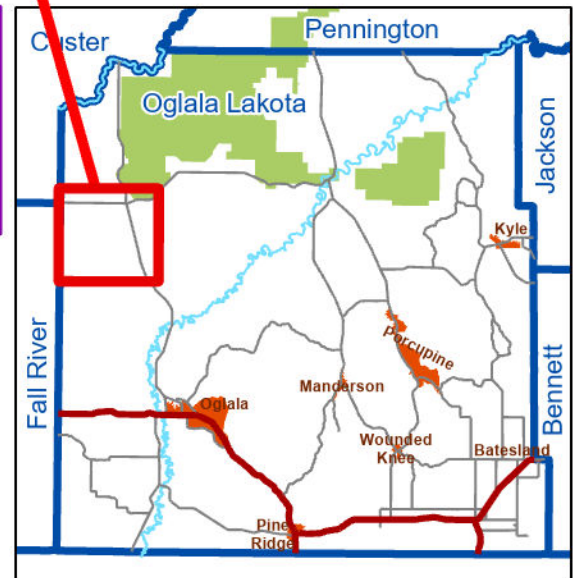 Custer
Pennington
Oglala Lakota
Jackson
Kyle
Fall River
Porcupine
Manderson
Oglala
Bennett
Wounded
Knee
Batesland
Pine
Ridge